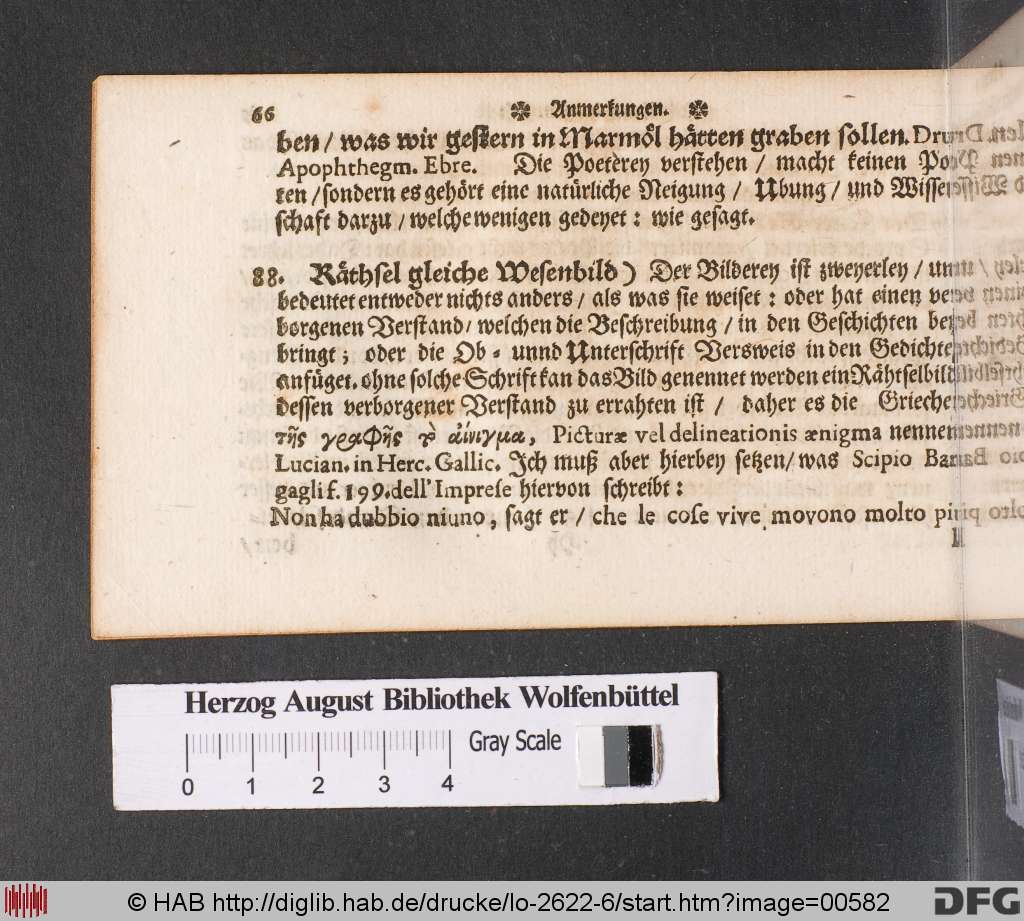 66 Anmerkungen.
ben / was wir gestern in Marmöl hätten graben sollen. Drus.
Apophthegm. Ebre. Die Poeterey verstehen / macht keinen Poe-
ten / sondern es gehört eine natürliche Neigung / Übung / und Wissen-
schaft darzu / welche wenigen gedeyet: wie gesagt.
88. Räthsel gleiche Wesenbild) Der Bilderey ist zweyerley / unn
bedeutet entweder nichts anders / als was sie weiset: oder hat einen ver-
borgenen Verstand / welchen die Beschreibung / in den Geschichten bey
bringt; oder die Ob- unnd Unterschrift Versweis in den Gedichten
anfüget. ohne solche Schrift kan das Bild genennet werden ein Rähtselbild
dessen verborgener Verstand zu errahten ist / daher es die Griechen
τῆς γραφῆς τὸ αἴνιγμα, Picturæ vel delineationis ænigma nennen
Lucian. in Herc. Gallic. Ich muß aber hierbey setzen / was Scipio Bar-
gagli f. 199. dell' Imprese hiervon schreibt:
Non ha dubbio niuno, sagt er / che le cose vive movono molto più
Herzog August Bibliothek Wolfenbüttel
Gray Scale
0 1 2 3 4
© HAB http://diglib.hab.de/drucke/lo-2622-6/start.htm?image=00582
DFG